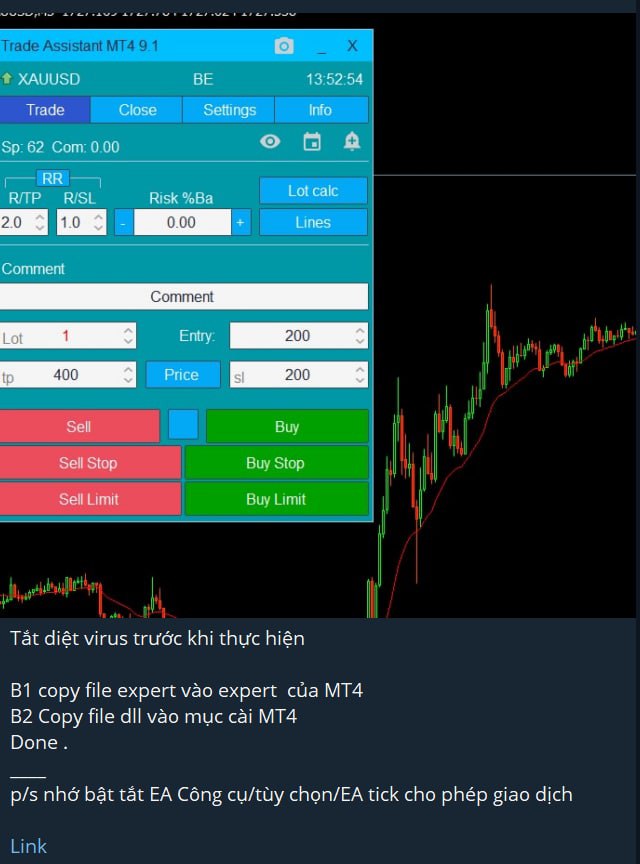 Trade Assistant MT4 9.1
X
XAUUSD BE 13:52:54
Trade Close Settings Info
Sp: 62 Com: 0.00
RR
R/TP R/SL Risk %Ba Lot calc
2.0 1.0 - 0.00 + Lines
Comment
Comment
Lot 1 Entry: 200
tp 400 Price sl 200
Sell Buy
Sell Stop Buy Stop
Sell Limit Buy Limit
Tắt diệt virus trước khi thực hiện
B1 copy file expert vào expert của MT4
B2 Copy file dll vào mục cài MT4
Done .
____
p/s nhớ bật tắt EA Công cụ/tùy chọn/EA tick cho phép giao dịch
Link